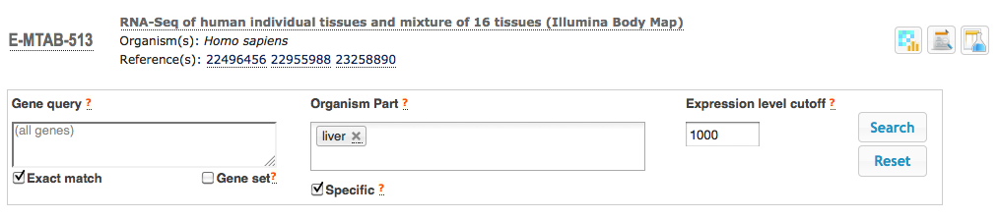 RNA-Seq of human individual tissues and mixture of 16 tissues (Illumina Body Map)
E-MTAB-513
Organism(s): Homo sapiens
Reference(s): 22496456 22955988 23258890
Gene query ? Organism Part ? Expression level cutoff ?
(all genes) liver 1000 Search
Reset
Exact match Gene set? Specific ?